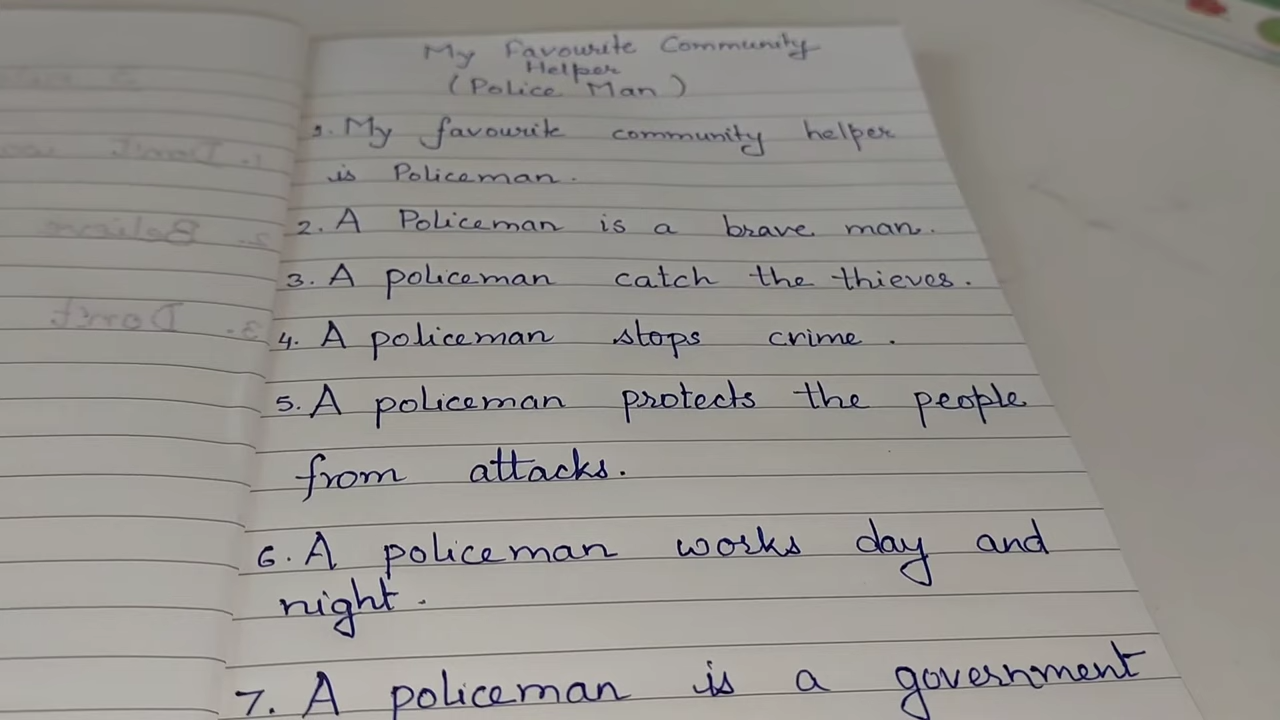 My Favourite Community
Helper
(Police Man)
1. My favourite community helper
is Policeman.
2. A Policeman is a brave man.
3. A policeman catch the thieves.
4. A policeman stops crime.
5. A policeman protects the people
from attacks.
6. A policeman works day and
night.
7. A policeman is a government